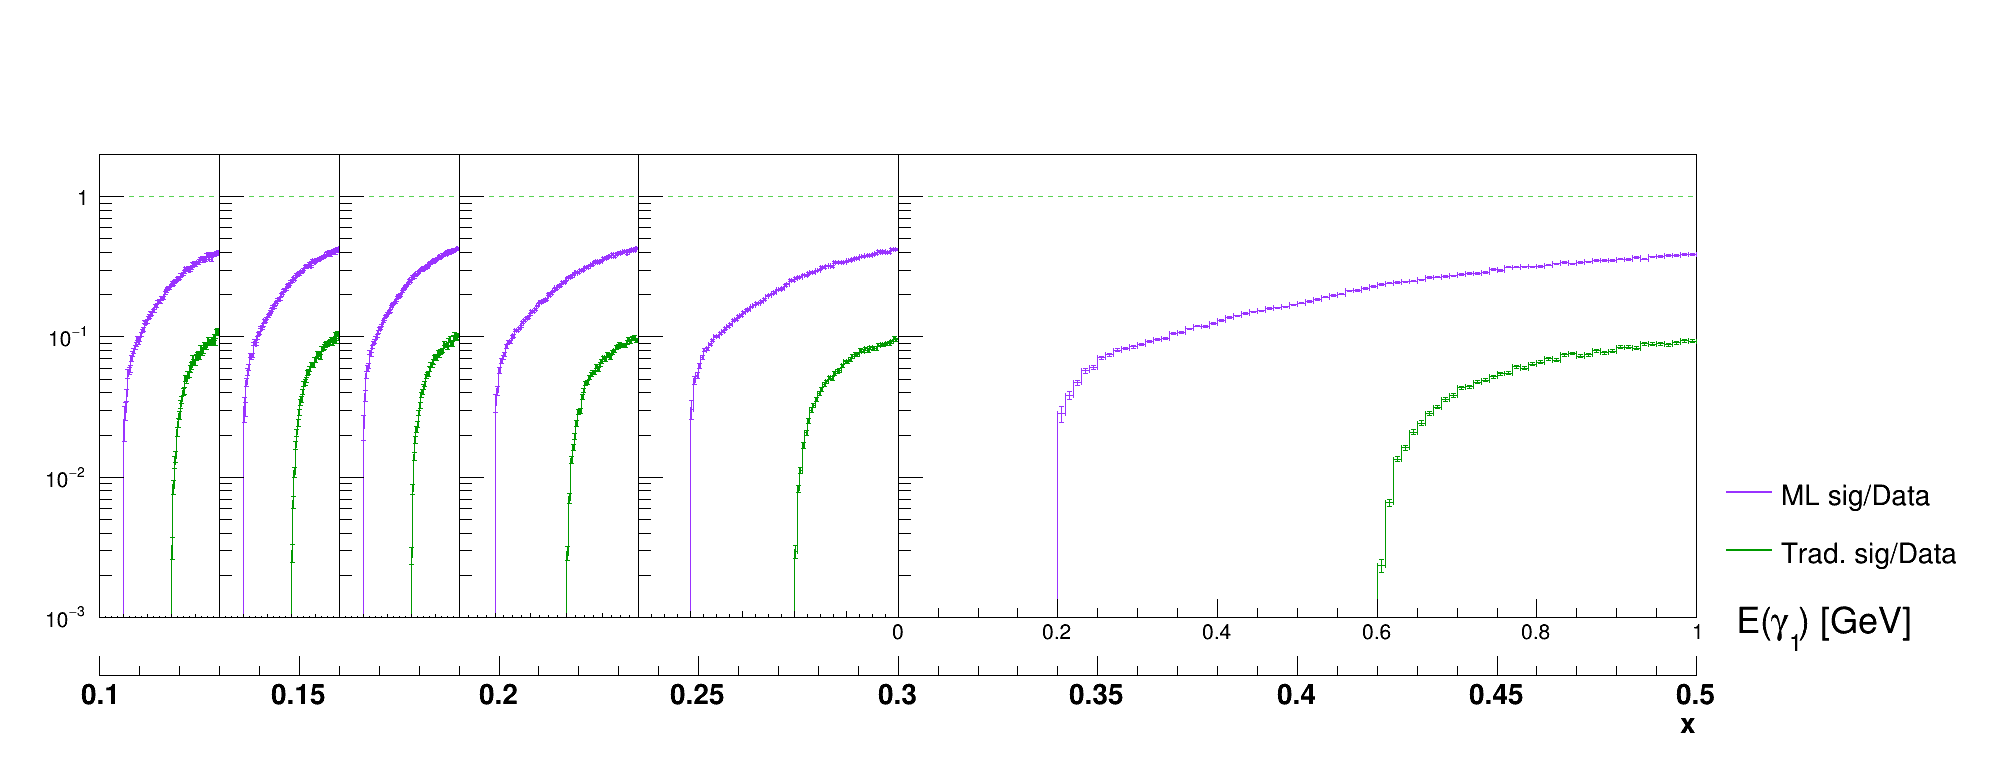 1
10⁻¹
10⁻²
10⁻³
ML sig/Data
Trad. sig/Data
0 0.2 0.4 0.6 0.8 1
E(γ₁) [GeV]
0.1 0.15 0.2 0.25 0.3 0.35 0.4 0.45 0.5
x